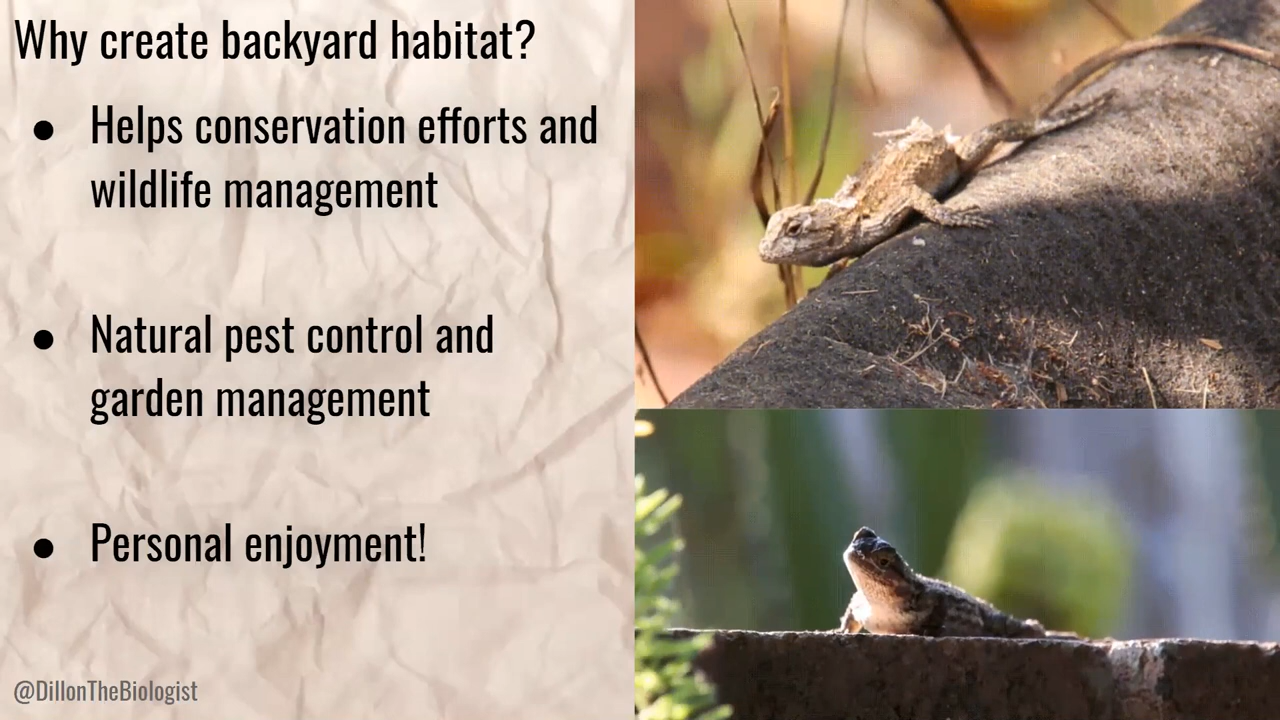 Why create backyard habitat?
● Helps conservation efforts and
wildlife management
● Natural pest control and
garden management
● Personal enjoyment!
@DillonTheBiologist